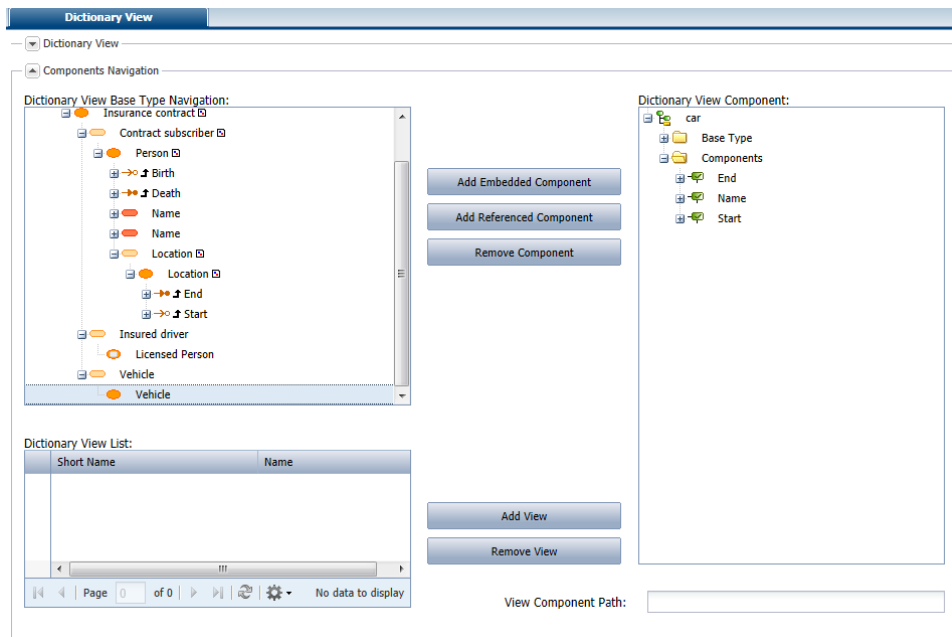 Dictionary View
Dictionary View
Components Navigation
Dictionary View Base Type Navigation:
Insurance contract
Contract subscriber
Person
Birth
Death
Name
Name
Location
Location
End
Start
Insured driver
Licensed Person
Vehicle
Vehicle
Add Embedded Component
Add Referenced Component
Remove Component
Dictionary View Component:
car
Base Type
Components
End
Name
Start
Dictionary View List:
Short Name Name
Page 0 of 0 No data to display
Add View
Remove View
View Component Path: